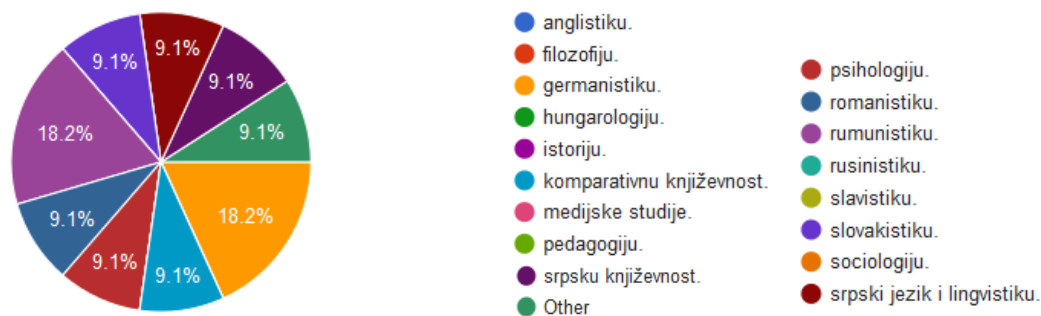 9.1%
9.1%
9.1%
9.1%
18.2%
18.2%
9.1%
9.1%
9.1%
anglistiku.
filozofiju.
germanistiku.
hungarologiju.
istoriju.
komparativnu književnost.
medijske studije.
pedagogiju.
srpsku književnost.
Other
psihologiju.
romanistiku.
rumunistiku.
rusinistiku.
slavistiku.
slovakistiku.
sociologiju.
srpski jezik i lingvistiku.